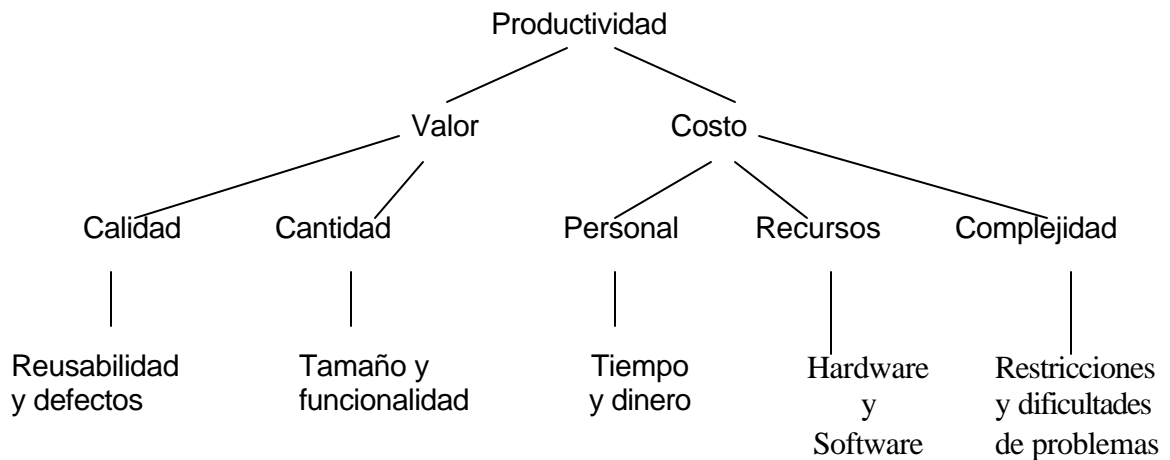 Productividad
Valor
Costo
Calidad
Cantidad
Personal
Recursos
Complejidad
Reusabilidad
y defectos
Tamaño y
funcionalidad
Tiempo
y dinero
Hardware
y
Software
Restricciones
y dificultades
de problemas